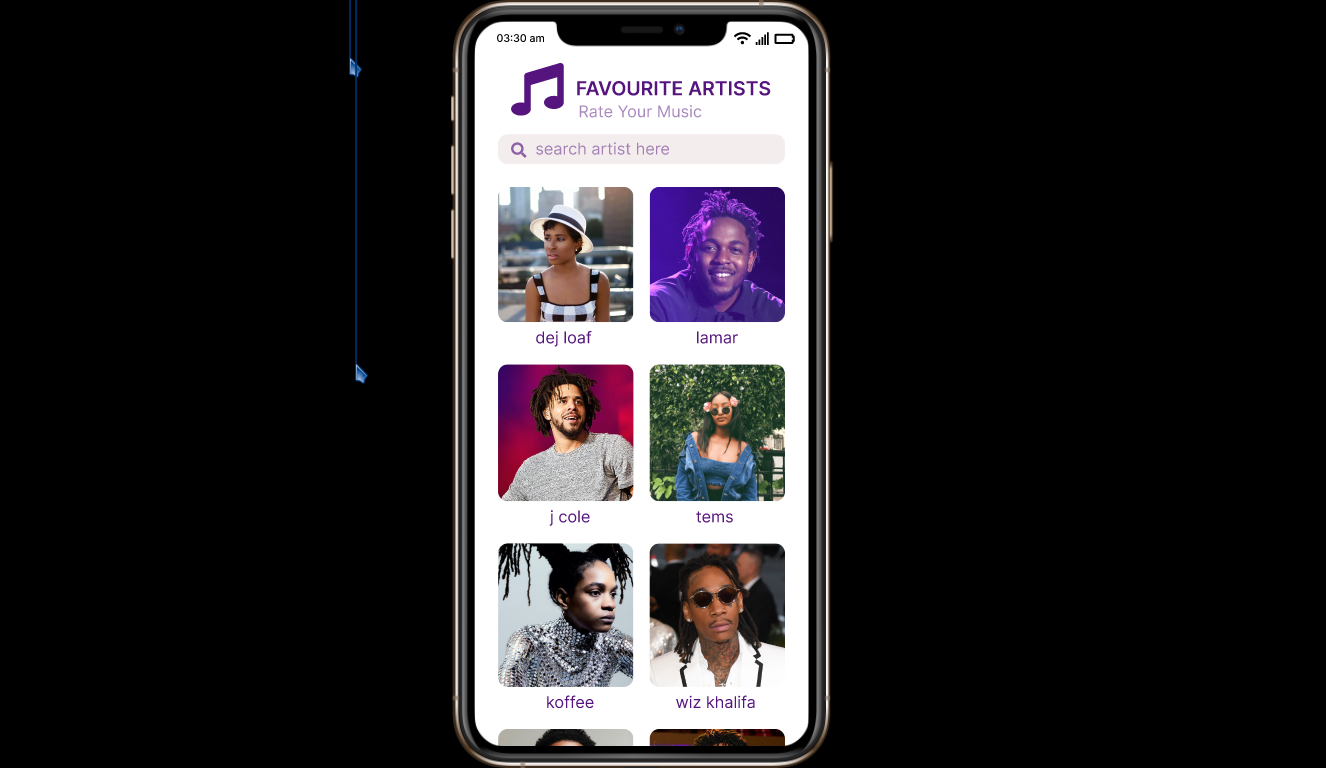 03:30 am
FAVOURITE ARTISTS
Rate Your Music
search artist here
dej loaf
lamar
j cole
tems
koffee
wiz khalifa